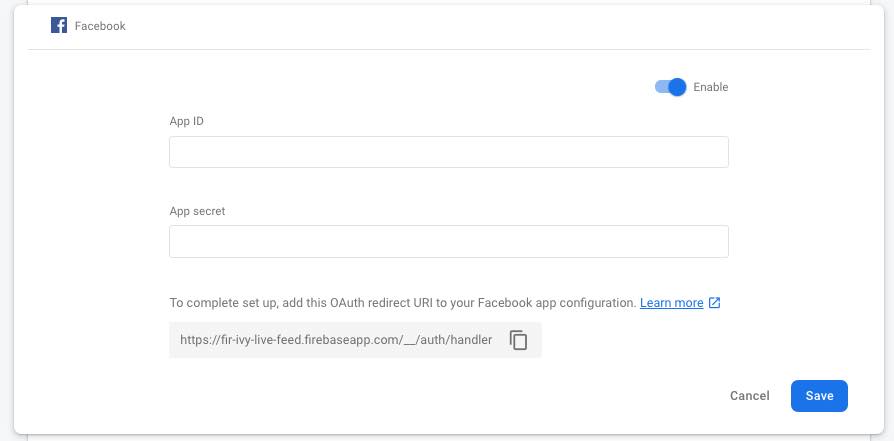 Facebook
Enable
App ID
App secret
To complete set up, add this OAuth redirect URI to your Facebook app configuration. Learn more
https://fir-ivy-live-feed.firebaseapp.com/__/auth/handler
Cancel Save